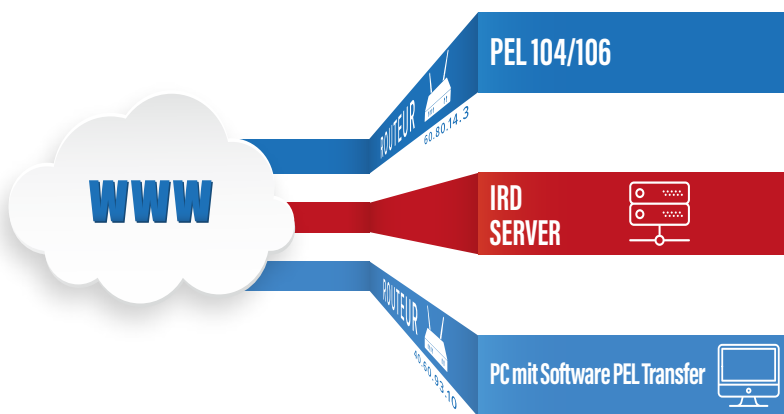 PEL 104/106
ROUTEUR
60.80.14.3
WWW
IRD
SERVER
ROUTEUR
40.60.93.10
PC mit Software PEL Transfer